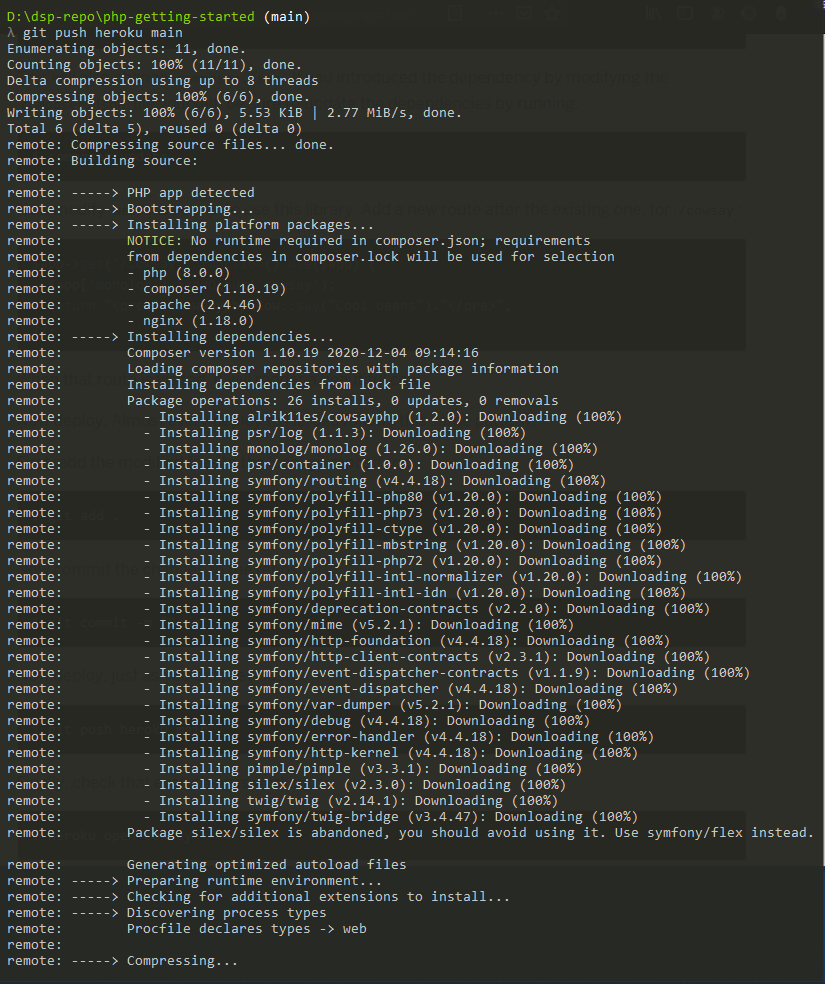 D:\dsp-repo\php-getting-started (main)
λ git push heroku main
Enumerating objects: 11, done.
Counting objects: 100% (11/11), done.
Delta compression using up to 8 threads
Compressing objects: 100% (6/6), done.
Writing objects: 100% (6/6), 5.53 KiB | 2.77 MiB/s, done.
Total 6 (delta 5), reused 0 (delta 0)
remote: Compressing source files... done.
remote: Building source:
remote:
remote: -----> PHP app detected
remote: -----> Bootstrapping...
remote: -----> Installing platform packages...
remote:        NOTICE: No runtime required in composer.json; requirements
remote:        from dependencies in composer.lock will be used for selection
remote:        - php (8.0.0)
remote:        - composer (1.10.19)
remote:        - apache (2.4.46)
remote:        - nginx (1.18.0)
remote: -----> Installing dependencies...
remote:        Composer version 1.10.19 2020-12-04 09:14:16
remote:        Loading composer repositories with package information
remote:        Installing dependencies from lock file
remote:        Package operations: 26 installs, 0 updates, 0 removals
remote:          - Installing alrik11es/cowsayphp (1.2.0): Downloading (100%)
remote:          - Installing psr/log (1.1.3): Downloading (100%)
remote:          - Installing monolog/monolog (1.26.0): Downloading (100%)
remote:          - Installing psr/container (1.0.0): Downloading (100%)
remote:          - Installing symfony/routing (v4.4.18): Downloading (100%)
remote:          - Installing symfony/polyfill-php80 (v1.20.0): Downloading (100%)
remote:          - Installing symfony/polyfill-php73 (v1.20.0): Downloading (100%)
remote:          - Installing symfony/polyfill-ctype (v1.20.0): Downloading (100%)
remote:          - Installing symfony/polyfill-mbstring (v1.20.0): Downloading (100%)
remote:          - Installing symfony/polyfill-php72 (v1.20.0): Downloading (100%)
remote:          - Installing symfony/polyfill-intl-normalizer (v1.20.0): Downloading (100%)
remote:          - Installing symfony/polyfill-intl-idn (v1.20.0): Downloading (100%)
remote:          - Installing symfony/deprecation-contracts (v2.2.0): Downloading (100%)
remote:          - Installing symfony/mime (v5.2.1): Downloading (100%)
remote:          - Installing symfony/http-foundation (v4.4.18): Downloading (100%)
remote:          - Installing symfony/http-client-contracts (v2.3.1): Downloading (100%)
remote:          - Installing symfony/event-dispatcher-contracts (v1.1.9): Downloading (100%)
remote:          - Installing symfony/event-dispatcher (v4.4.18): Downloading (100%)
remote:          - Installing symfony/var-dumper (v5.2.1): Downloading (100%)
remote:          - Installing symfony/debug (v4.4.18): Downloading (100%)
remote:          - Installing symfony/error-handler (v4.4.18): Downloading (100%)
remote:          - Installing symfony/http-kernel (v4.4.18): Downloading (100%)
remote:          - Installing pimple/pimple (v3.3.1): Downloading (100%)
remote:          - Installing silex/silex (v2.3.0): Downloading (100%)
remote:          - Installing twig/twig (v2.14.1): Downloading (100%)
remote:          - Installing symfony/twig-bridge (v3.4.47): Downloading (100%)
remote:        Package silex/silex is abandoned, you should avoid using it. Use symfony/flex instead.
remote:        Generating optimized autoload files
remote: -----> Preparing runtime environment...
remote: -----> Checking for additional extensions to install...
remote: -----> Discovering process types
remote:        Procfile declares types -> web
remote:
remote: -----> Compressing...